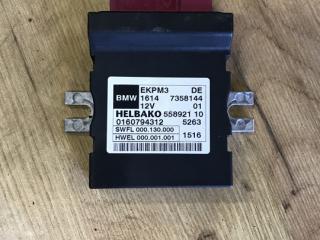 BMW EKPM3 DE
1614 7358144
12V 01
HELBAKO 558921 10
0160794312 5263
SWFL 000.130.000
HWEL 000.001.001 1516